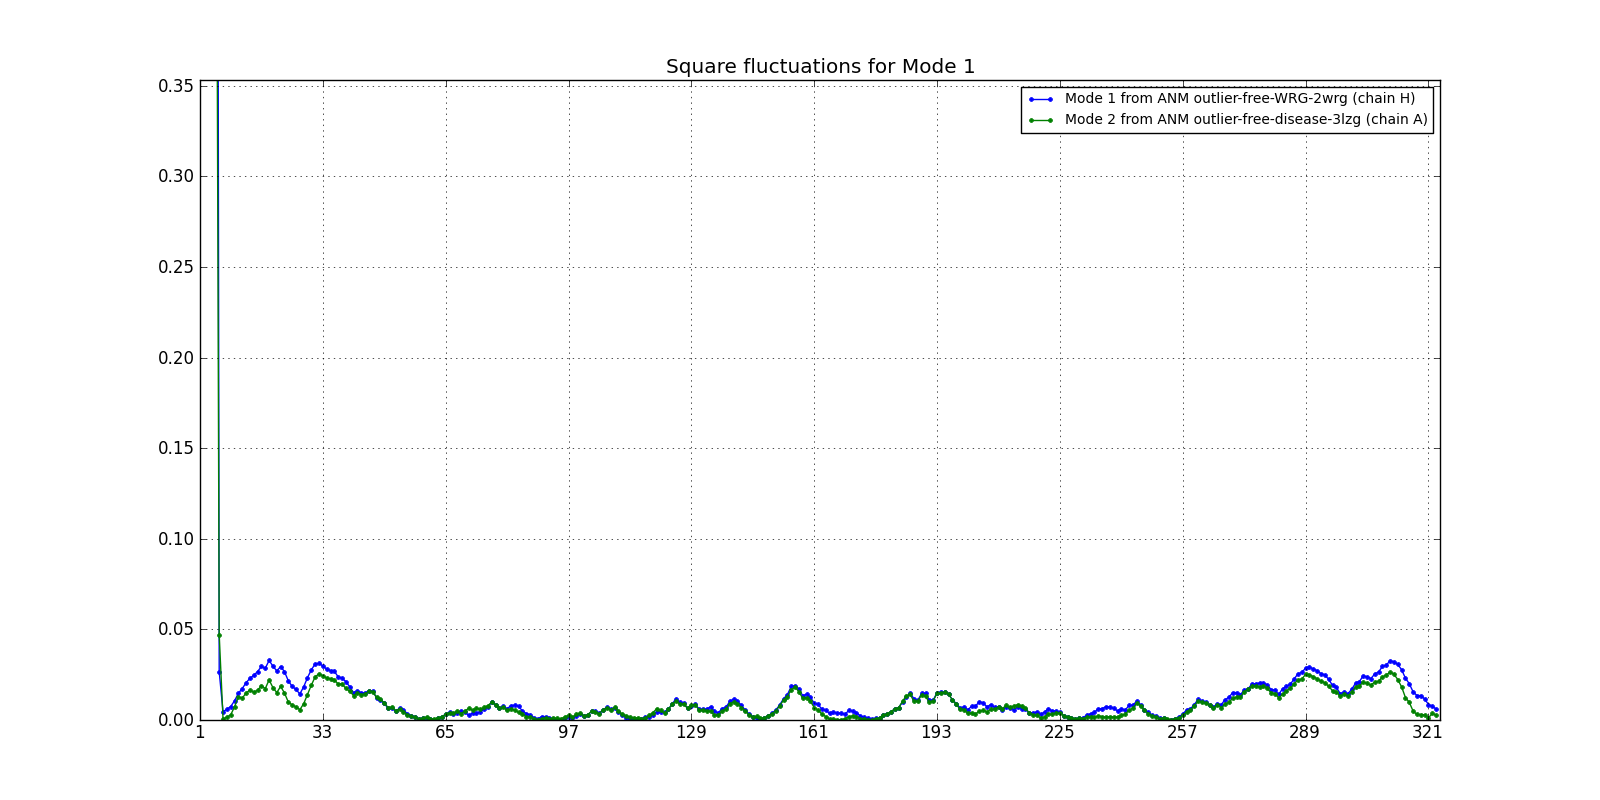 Square fluctuations for Mode 1
0.35
Mode 1 from ANM outlier-free-WRG-2wrg (chain H)
Mode 2 from ANM outlier-free-disease-3lzg (chain A)
0.30
0.25
0.20
0.15
0.10
0.05
0.00
1 33 65 97 129 161 193 225 257 289 321